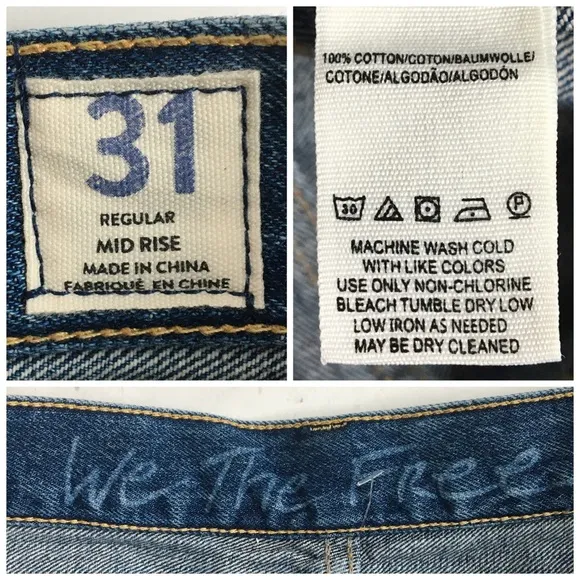 31
REGULAR
MID RISE
MADE IN CHINA
FABRIQUÉ EN CHINE
100% COTTON/COTON/BAUMWOLLE/
COTONE/ALGODÃO/ALGODÓN
30 P
MACHINE WASH COLD
WITH LIKE COLORS
USE ONLY NON-CHLORINE
BLEACH TUMBLE DRY LOW
LOW IRON AS NEEDED
MAY BE DRY CLEANED
We The Free